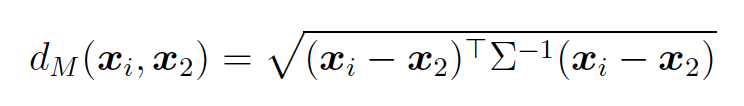 d_M(𝒙_i, 𝒙_2) = √((𝒙_i − 𝒙_2)^⊤ Σ^{−1} (𝒙_i − 𝒙_2))